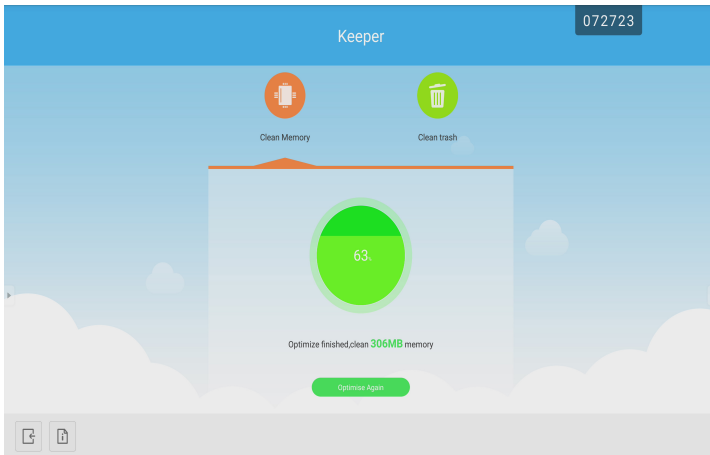 072723
Keeper
Clean Memory
Clean trash
63%
Optimize finished,clean 306MB memory
Optimise Again